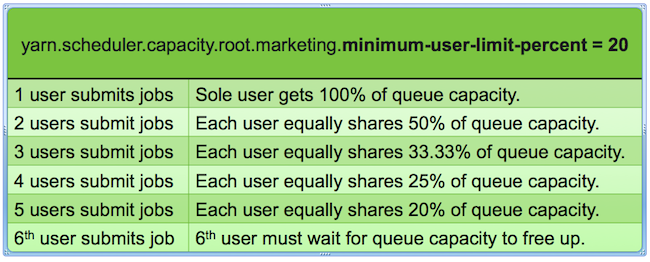 yarn.scheduler.capacity.root.marketing.minimum-user-limit-percent = 20
1 user submits jobs Sole user gets 100% of queue capacity.
2 users submit jobs Each user equally shares 50% of queue capacity.
3 users submit jobs Each user equally shares 33.33% of queue capacity.
4 users submit jobs Each user equally shares 25% of queue capacity.
5 users submit jobs Each user equally shares 20% of queue capacity.
6th user submits job 6th user must wait for queue capacity to free up.